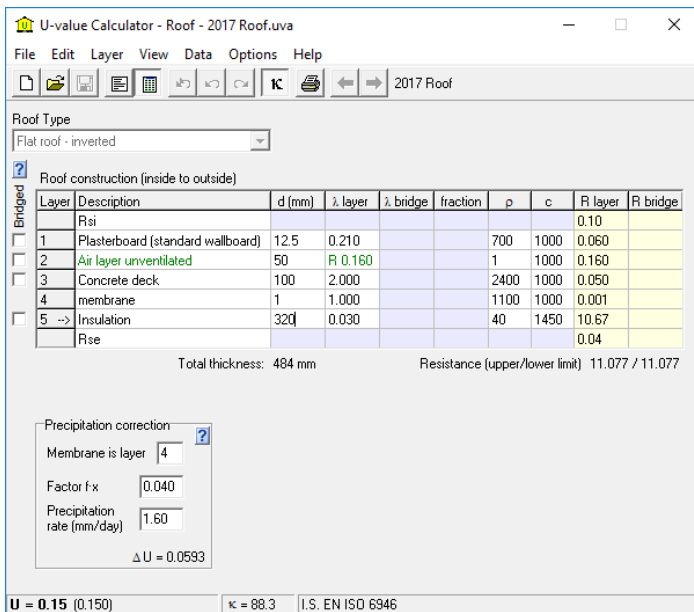 U-value Calculator - Roof - 2017 Roof.uva
File Edit Layer View Data Options Help
κ 2017 Roof
Roof Type
Flat roof - inverted
?
Bridged
Roof construction (inside to outside)
Layer Description d (mm) λ layer λ bridge fraction ρ c R layer R bridge
Rsi 0.10
1 Plasterboard (standard wallboard) 12.5 0.210 700 1000 0.060
2 Air layer unventilated 50 R 0.160 1 1000 0.160
3 Concrete deck 100 2.000 2400 1000 0.050
4 membrane 1 1.000 1100 1000 0.001
5 --> Insulation 320 0.030 40 1450 10.67
Rse 0.04
Total thickness: 484 mm Resistance (upper/lower limit) 11.077 / 11.077
Precipitation correction
?
Membrane is layer 4
Factor f·x 0.040
Precipitation
rate (mm/day) 1.60
Δ U = 0.0593
U = 0.15 (0.150) κ = 88.3 I.S. EN ISO 6946